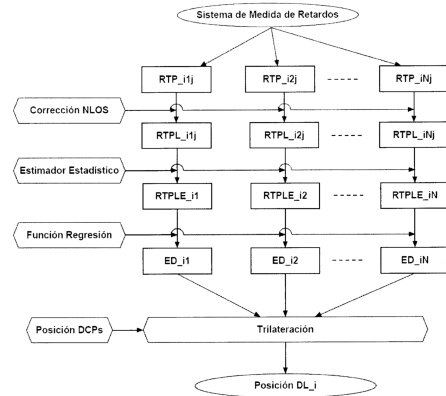 Sistema de Medida de Retardos
RTP_i1j RTP_i2j RTP_iNj
Corrección NLOS
RTPL_i1j RTPL_i2j RTPL_iNj
Estimador Estadístico
RTPLE_i1 RTPLE_i2 RTPLE_iN
Función Regresión
ED_i1 ED_i2 ED_iN
Posición DCPs Trilateración
Posición DL_i